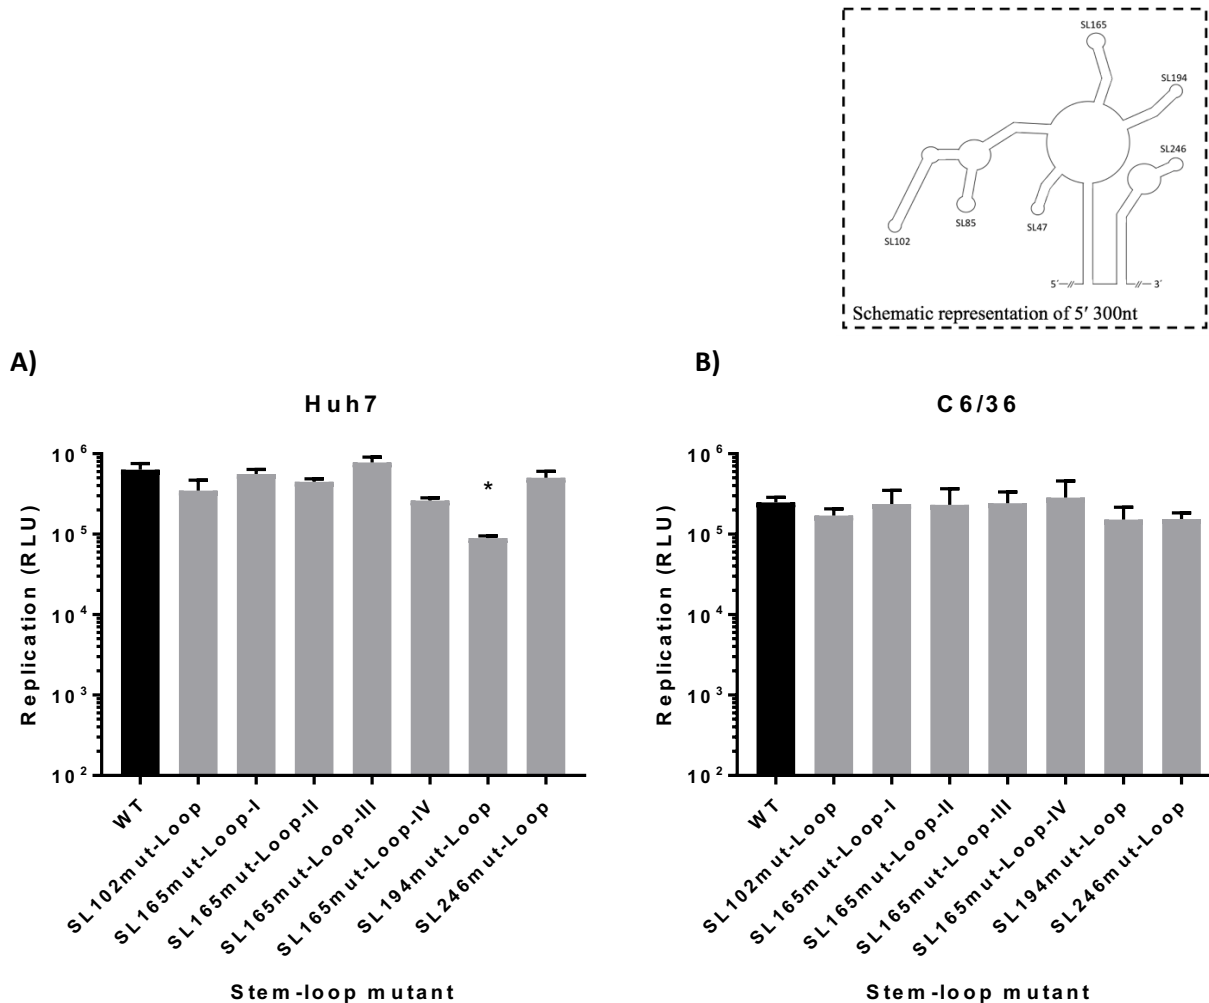 SL165
SL194
SL246
SL85
SL47
SL102
5´ 3´
Schematic representation of 5′ 300nt
A)
B)
Huh7
C6/36
Replication (RLU)
10⁶
10⁵
10⁴
10³
10²
*
WT
SL102mut-Loop
SL165mut-Loop-I
SL165mut-Loop-II
SL165mut-Loop-III
SL165mut-Loop-IV
SL194mut-Loop
SL246mut-Loop
Stem-loop mutant
Replication (RLU)
10⁶
10⁵
10⁴
10³
10²
WT
SL102mut-Loop
SL165mut-Loop-I
SL165mut-Loop-II
SL165mut-Loop-III
SL165mut-Loop-IV
SL194mut-Loop
SL246mut-Loop
Stem-loop mutant